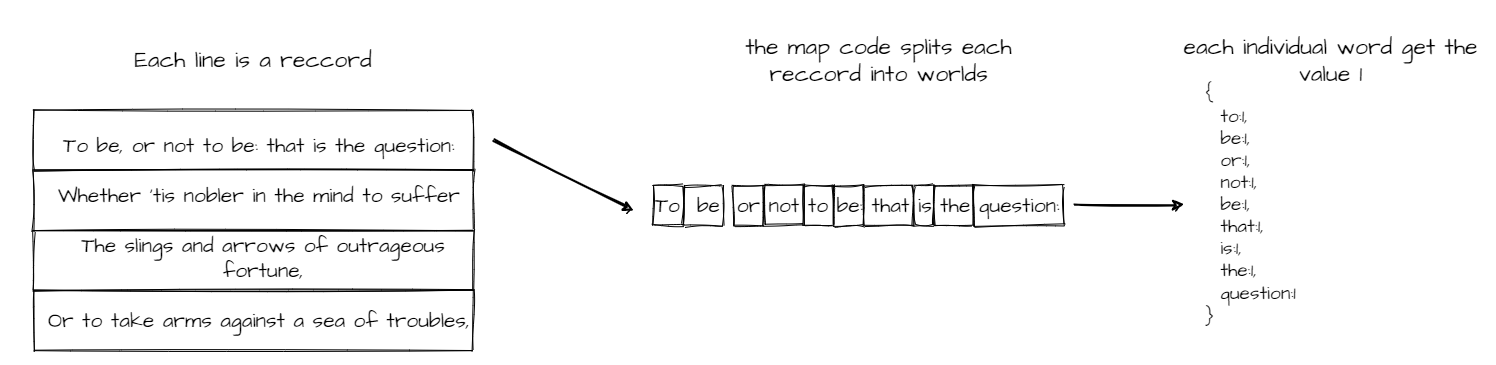 Each line is a reccord
To be, or not to be: that is the question:
Whether 'tis nobler in the mind to suffer
The slings and arrows of outrageous
fortune,
Or to take arms against a sea of troubles,
the map code splits each
reccord into worlds
To be or not to be: that is the question:
each individual word get the
value 1
{
to:1,
be:1,
or:1,
not:1,
be:1,
that:1,
is:1,
the:1,
question:1
}